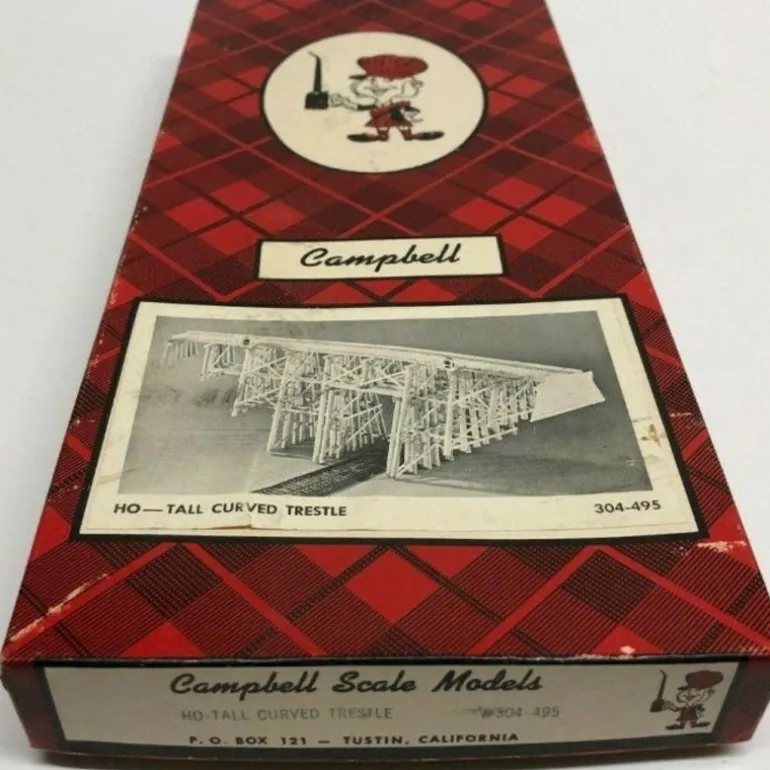 Campbell
HO—TALL CURVED TRESTLE 304-495
Campbell Scale Models
HO-TALL CURVED TRESTLE #304-495
P. O. BOX 121 — TUSTIN, CALIFORNIA